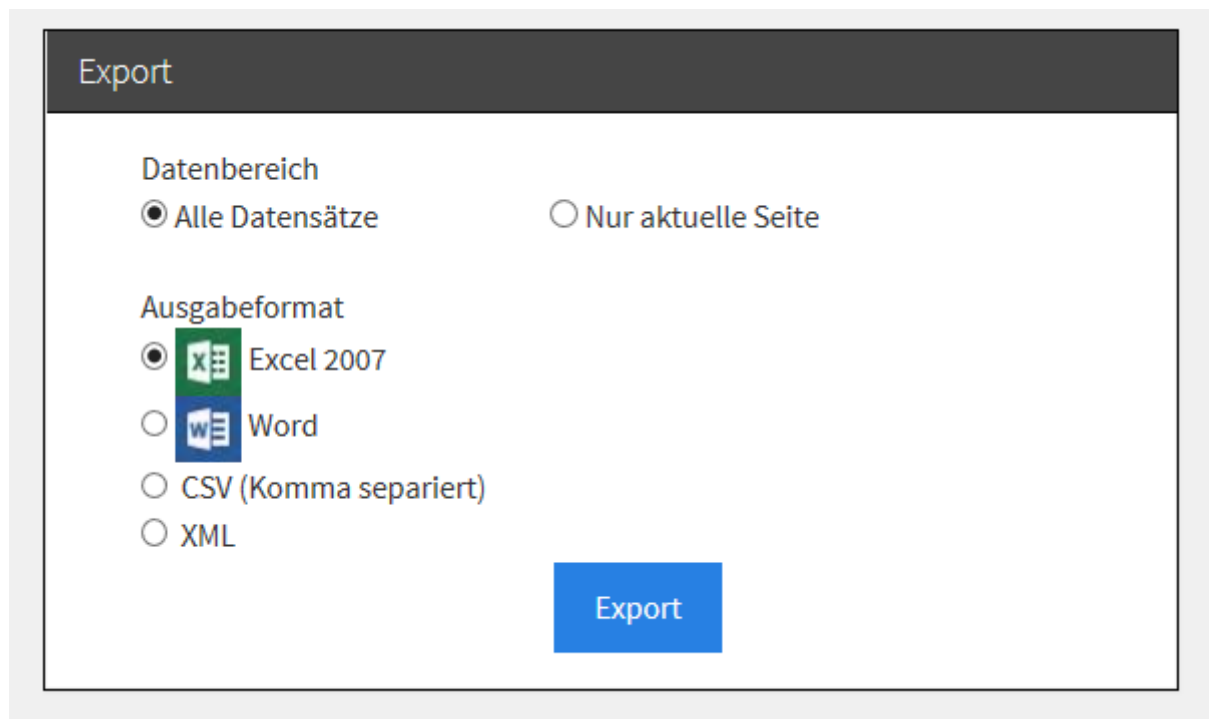 Export
Datenbereich
Alle Datensätze Nur aktuelle Seite
Ausgabeformat
Excel 2007
Word
CSV (Komma separiert)
XML
Export